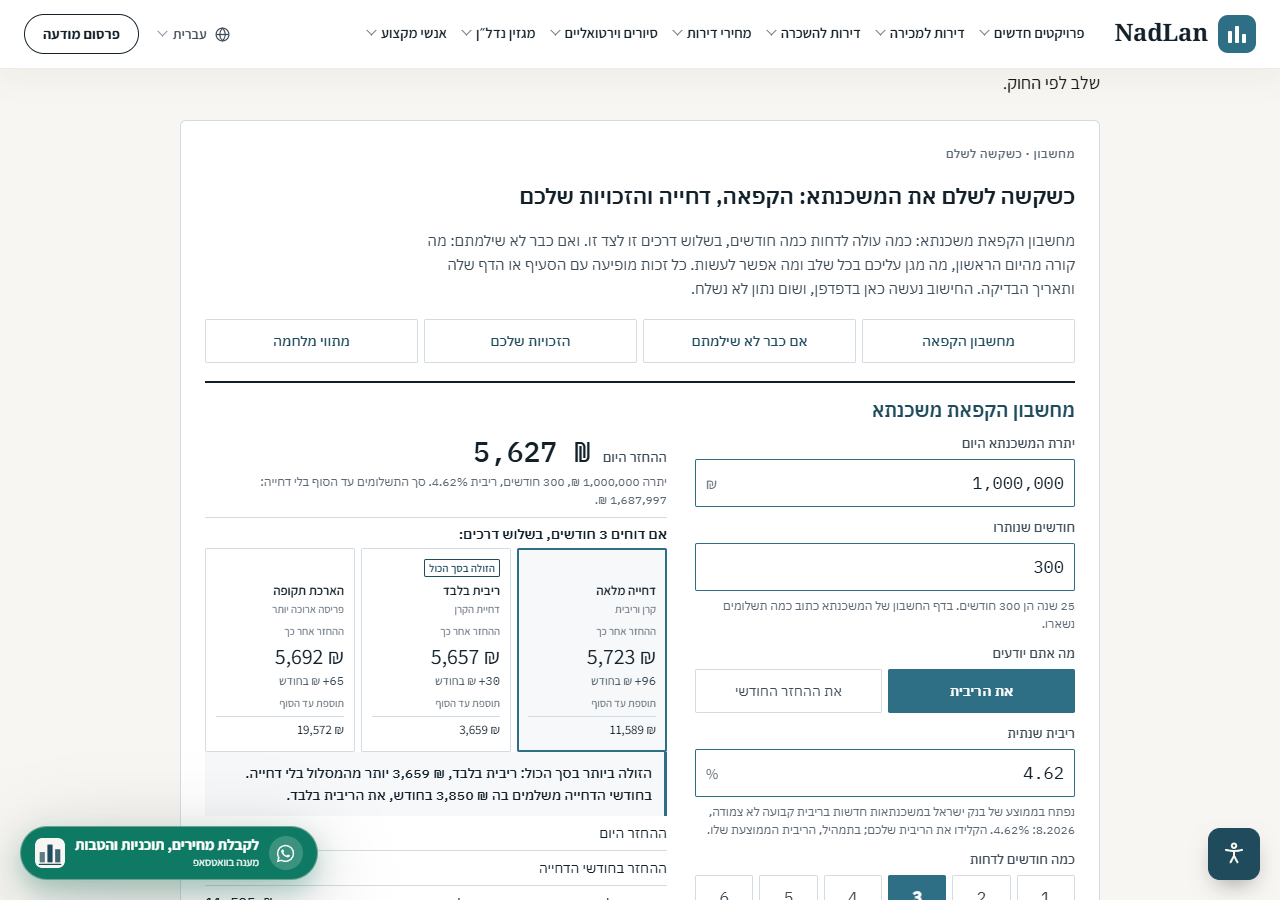 NadLan
פרויקטים חדשים
דירות למכירה
דירות להשכרה
מחירי דירות
סיורים וירטואליים
מגזין נדל״ן
אנשי מקצוע
עברית
פרסום מודעה
שלב לפי החוק.
מחשבון · כשקשה לשלם
כשקשה לשלם את המשכנתא: הקפאה, דחייה והזכויות שלכם
מחשבון הקפאת משכנתא: כמה עולה לדחות כמה חודשים, בשלוש דרכים זו לצד זו. ואם כבר לא שילמתם: מה
קורה מהיום הראשון, מה מגן עליכם בכל שלב ומה אפשר לעשות. כל זכות מופיעה עם הסעיף או הדף שלה
ותאריך הבדיקה. החישוב נעשה כאן בדפדפן, ושום נתון לא נשלח.
מחשבון הקפאה
אם כבר לא שילמתם
הזכויות שלכם
מתווי מלחמה
מחשבון הקפאת משכנתא
יתרת המשכנתא היום
1,000,000 ₪
חודשים שנותרו
300
25 שנה הן 300 חודשים. בדף החשבון של המשכנתא כתוב כמה תשלומים
נשארו.
מה אתם יודעים
את הריבית
את ההחזר החודשי
ריבית שנתית
4.62 %
נפתח בממוצע של בנק ישראל במשכנתאות חדשות בריבית קבועה לא צמודה,
8.2026: 4.62%. הקלידו את הריבית שלכם; בתמהיל, הריבית הממוצעת שלו.
כמה חודשים לדחות
1
2
3
4
5
6
ההחזר היום 5,627 ₪
יתרה 1,000,000 ₪, 300 חודשים, ריבית 4.62%. סך התשלומים עד הסוף בלי דחייה:
1,687,997 ₪.
אם דוחים 3 חודשים, בשלוש דרכים:
דחייה מלאה
קרן וריבית
ההחזר אחר כך
5,723 ₪
+96 ₪ בחודש
תוספת עד הסוף
11,589 ₪
הזולה בסך הכול
ריבית בלבד
דחיית הקרן
ההחזר אחר כך
5,657 ₪
+30 ₪ בחודש
תוספת עד הסוף
3,659 ₪
הארכת תקופה
פריסה ארוכה יותר
ההחזר אחר כך
5,692 ₪
+65 ₪ בחודש
תוספת עד הסוף
19,572 ₪
הזולה ביותר בסך הכול: ריבית בלבד, 3,659 ₪ יותר מהמסלול בלי דחייה.
בחודשי הדחייה משלמים בה 3,850 ₪ בחודש, את הריבית בלבד.
ההחזר היום
ההחזר בחודשי הדחייה
לקבלת מחירים, תוכניות והטבות
מענה בוואטסאפ